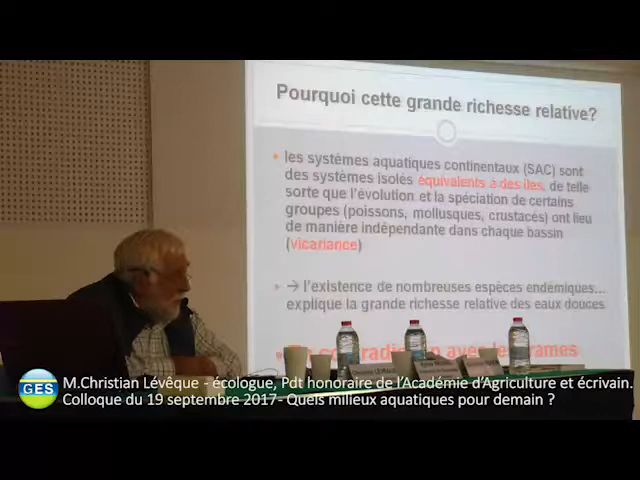 Pourquoi cette grande richesse relative?
• les systèmes aquatiques continentaux (SAC) sont
des systèmes isolés équivalents à des îles, de telle
sorte que l'évolution et la spéciation de certains
groupes (poissons, mollusques, crustacés) ont lieu
de manière indépendante dans chaque bassin
(vicariance)
→ l'existence de nombreuses espèces endémiques...
explique la grande richesse relative des eaux douces
avec les
GES
M.Christian Lévêque - écologue, Pdt honoraire de l'Académie d'Agriculture et écrivain.
Colloque du 19 septembre 2017- Quels milieux aquatiques pour demain ?